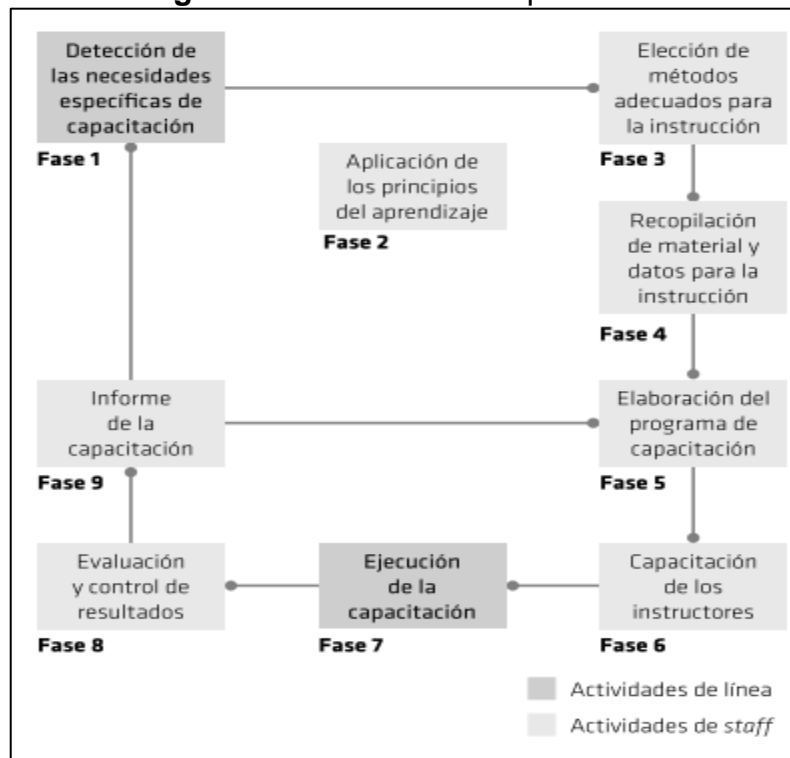 Detección de
las necesidades
específicas de
capacitación
Fase 1
Aplicación de
los principios
del aprendizaje
Fase 2
Elección de
métodos
adecuados para
la instrucción
Fase 3
Recopilación
de material y
datos para la
instrucción
Fase 4
Elaboración del
programa de
capacitación
Fase 5
Capacitación
de los
instructores
Fase 6
Ejecución
de la
capacitación
Fase 7
Evaluación
y control de
resultados
Fase 8
Informe
de la
capacitación
Fase 9
Actividades de línea
Actividades de staff